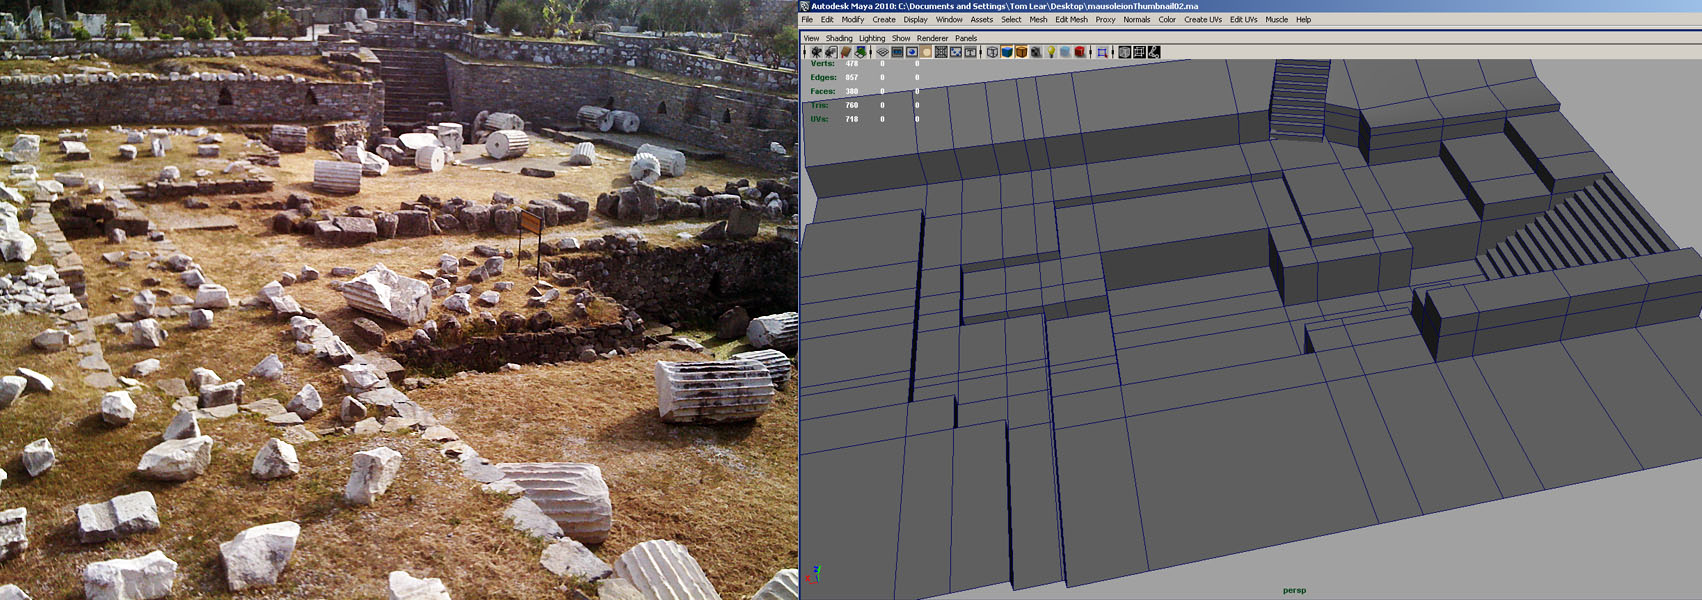 Autodesk Maya 2010: C:\Documents and Settings\Tom Lear\Desktop\mausoleionThumbnail02.ma
File Edit Modify Create Display Window Assets Select Mesh Edit Mesh Proxy Normals Color Create UVs Edit UVs Muscle Help
View Shading Lighting Show Renderer Panels
Verts: 478 0 0
Edges: 857 0 0
Faces: 380 0 0
Tris: 760 0 0
UVs: 718 0 0
persp